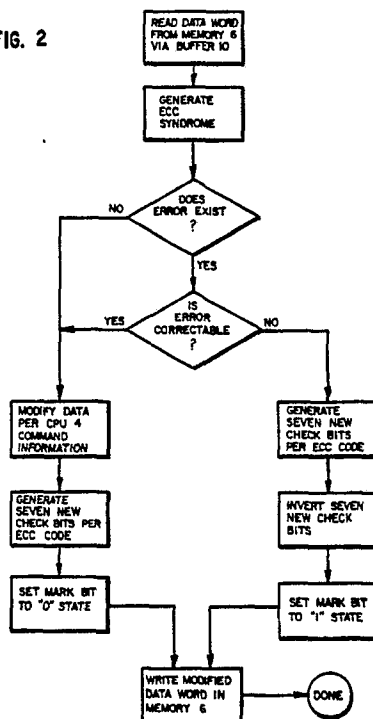 FIG. 2
READ DATA WORD
FROM MEMORY 6
VIA BUFFER 10
GENERATE
ECC
SYNDROME
DOES
ERROR EXIST
?
NO
YES
IS
ERROR
CORRECTABLE
?
YES
NO
MODIFY DATA
PER CPU 4
COMMAND
INFORMATION
GENERATE
SEVEN NEW
CHECK BITS PER
ECC CODE
SET MARK BIT
TO "0" STATE
GENERATE
SEVEN NEW
CHECK BITS
PER ECC CODE
INVERT SEVEN
NEW CHECK
BITS
SET MARK BIT
TO "1" STATE
WRITE MODIFIED
DATA WORD IN
MEMORY 6
DONE